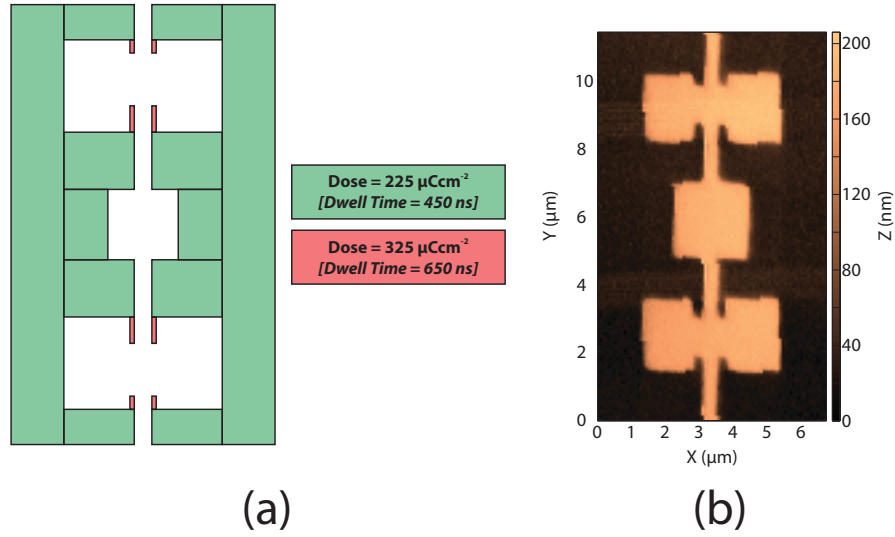 Dose = 225 μCcm⁻²
[Dwell Time = 450 ns]
Dose = 325 μCcm⁻²
[Dwell Time = 650 ns]
(a)
Y (μm)
10
8
6
4
2
0
0 1 2 3 4 5 6
X (μm)
200
160
120
80
40
0
Z (nm)
(b)